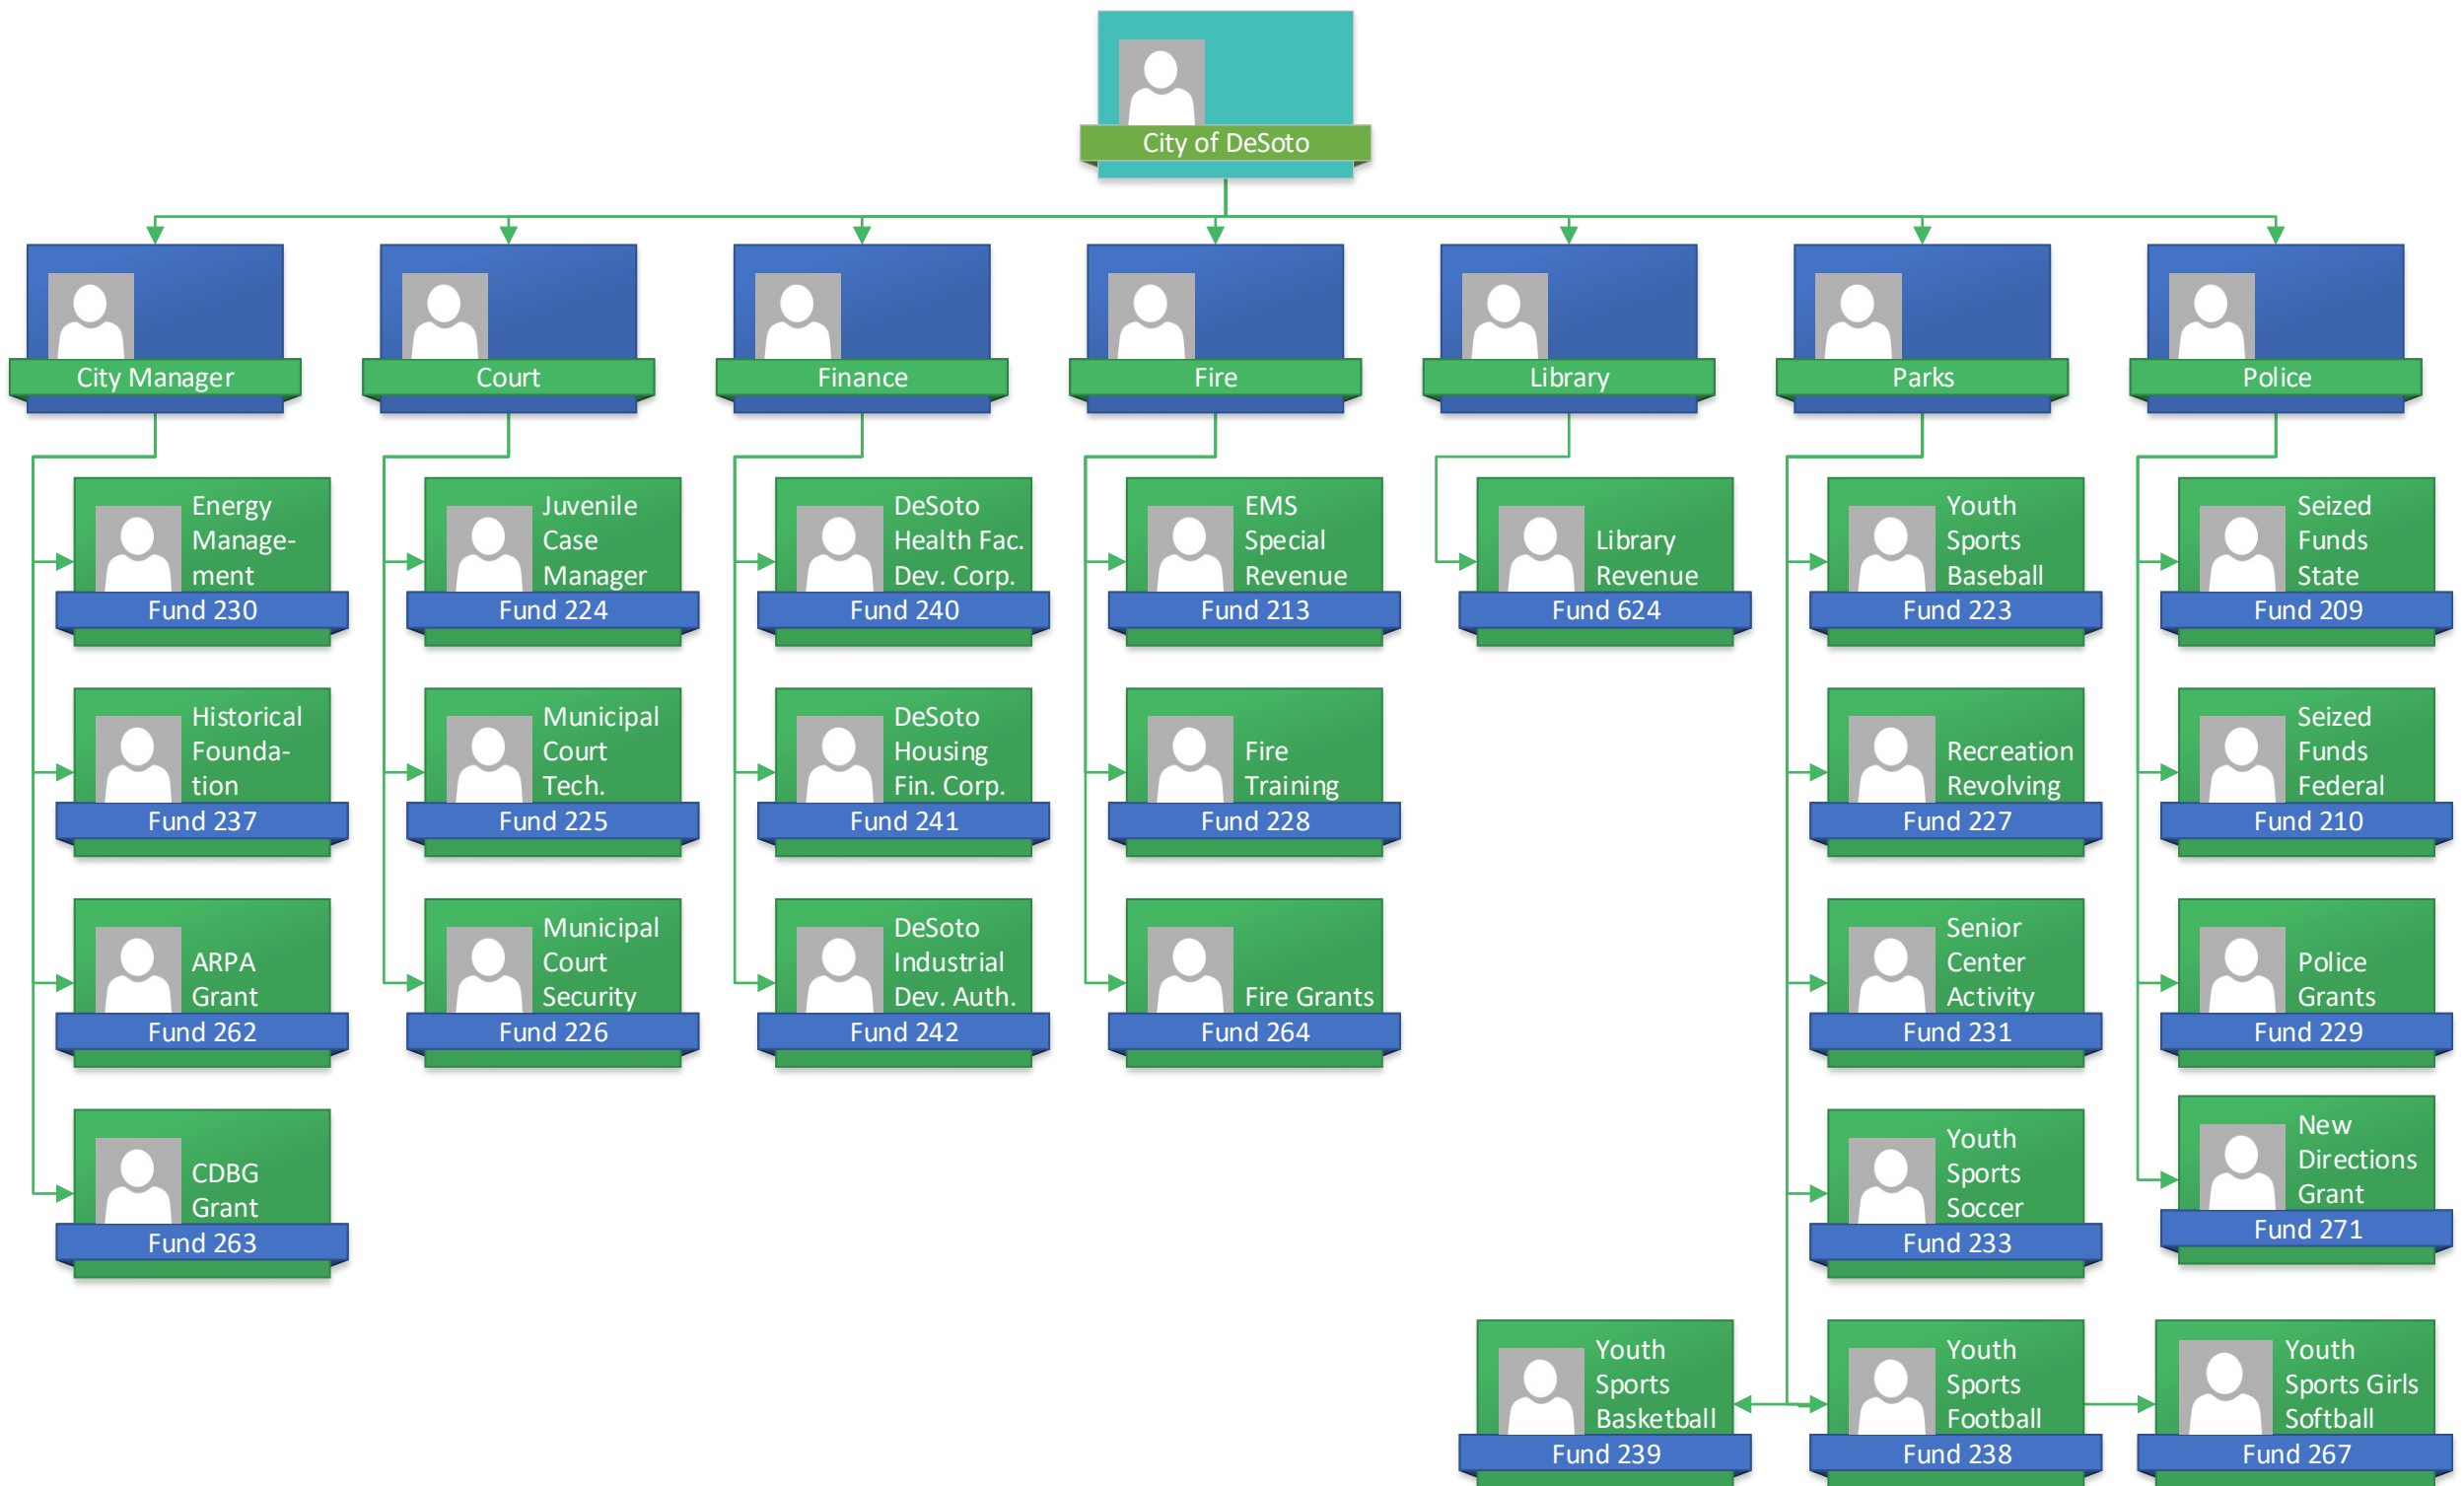 City of DeSoto
City Manager
Court
Finance
Fire
Library
Parks
Police
Energy
Manage-
ment
Fund 230
Juvenile
Case
Manager
Fund 224
DeSoto
Health Fac.
Dev. Corp.
Fund 240
EMS
Special
Revenue
Fund 213
Library
Revenue
Fund 624
Youth
Sports
Baseball
Fund 223
Seized
Funds
State
Fund 209
Historical
Founda-
tion
Fund 237
Municipal
Court
Tech.
Fund 225
DeSoto
Housing
Fin. Corp.
Fund 241
Fire
Training
Fund 228
Recreation
Revolving
Fund 227
Seized
Funds
Federal
Fund 210
ARPA
Grant
Fund 262
Municipal
Court
Security
Fund 226
DeSoto
Industrial
Dev. Auth.
Fund 242
Fire Grants
Fund 264
Senior
Center
Activity
Fund 231
Police
Grants
Fund 229
CDBG
Grant
Fund 263
Youth
Sports
Soccer
Fund 233
New
Directions
Grant
Fund 271
Youth
Sports
Basketball
Fund 239
Youth
Sports
Football
Fund 238
Youth
Sports Girls
Softball
Fund 267